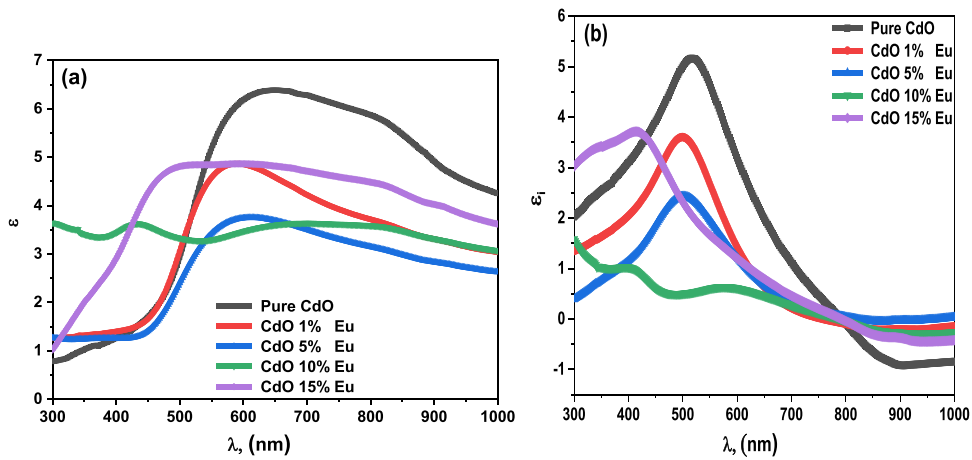 (a)
7
6
5
4
3
2
1
0
ε
300 400 500 600 700 800 900 1000
λ, (nm)
Pure CdO
CdO 1% Eu
CdO 5% Eu
CdO 10% Eu
CdO 15% Eu
(b)
6
5
4
3
2
1
0
-1
εi
300 400 500 600 700 800 900 1000
λ, (nm)
Pure CdO
CdO 1% Eu
CdO 5% Eu
CdO 10% Eu
CdO 15% Eu